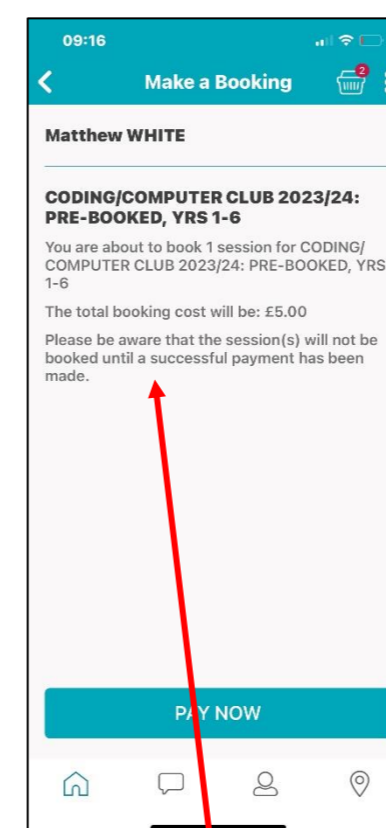 09:16
Make a Booking
2
Matthew WHITE
CODING/COMPUTER CLUB 2023/24:
PRE-BOOKED, YRS 1-6
You are about to book 1 session for CODING/
COMPUTER CLUB 2023/24: PRE-BOOKED, YRS
1-6
The total booking cost will be: £5.00
Please be aware that the session(s) will not be
booked until a successful payment has been
made.
PAY NOW